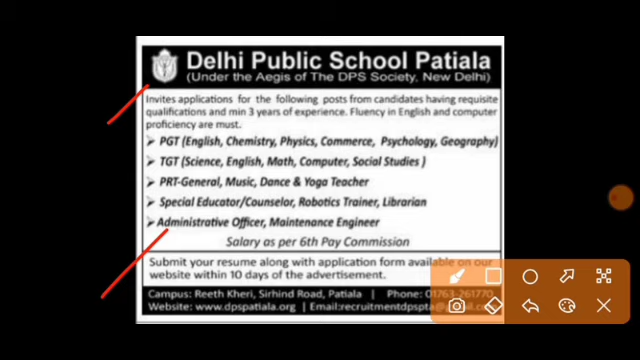 Delhi Public School Patiala
(Under the Aegis of The DPS Society, New Delhi)
Invites applications for the following posts from candidates having requisite
qualifications and min 3 years of experience. Fluency in English and computer
proficiency are must.
PGT (English, Chemistry, Physics, Commerce, Psychology, Geography)
TGT (Science, English, Math, Computer, Social Studies )
PRT-General, Music, Dance & Yoga Teacher
Special Educator/Counselor, Robotics Trainer, Librarian
Administrative Officer, Maintenance Engineer
Salary as per 6th Pay Commission
Submit your resume along with application form available on our
website within 10 days of the advertisement.
Campus: Reeth Kheri, Sirhind Road, Patiala | Phone: 01763-261770
Website: www.dpspatiala.org | Email: